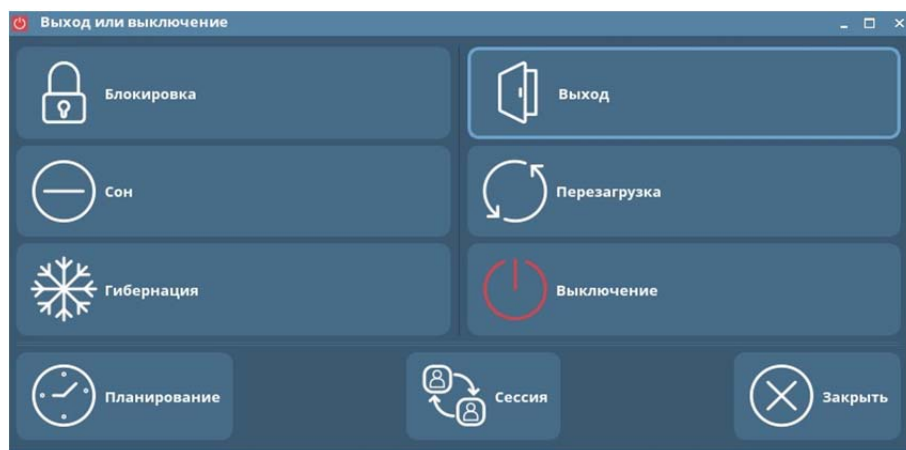 Выход или выключение
Блокировка
Выход
Сон
Перезагрузка
Гибернация
Выключение
Планирование
Сессия
Закрыть